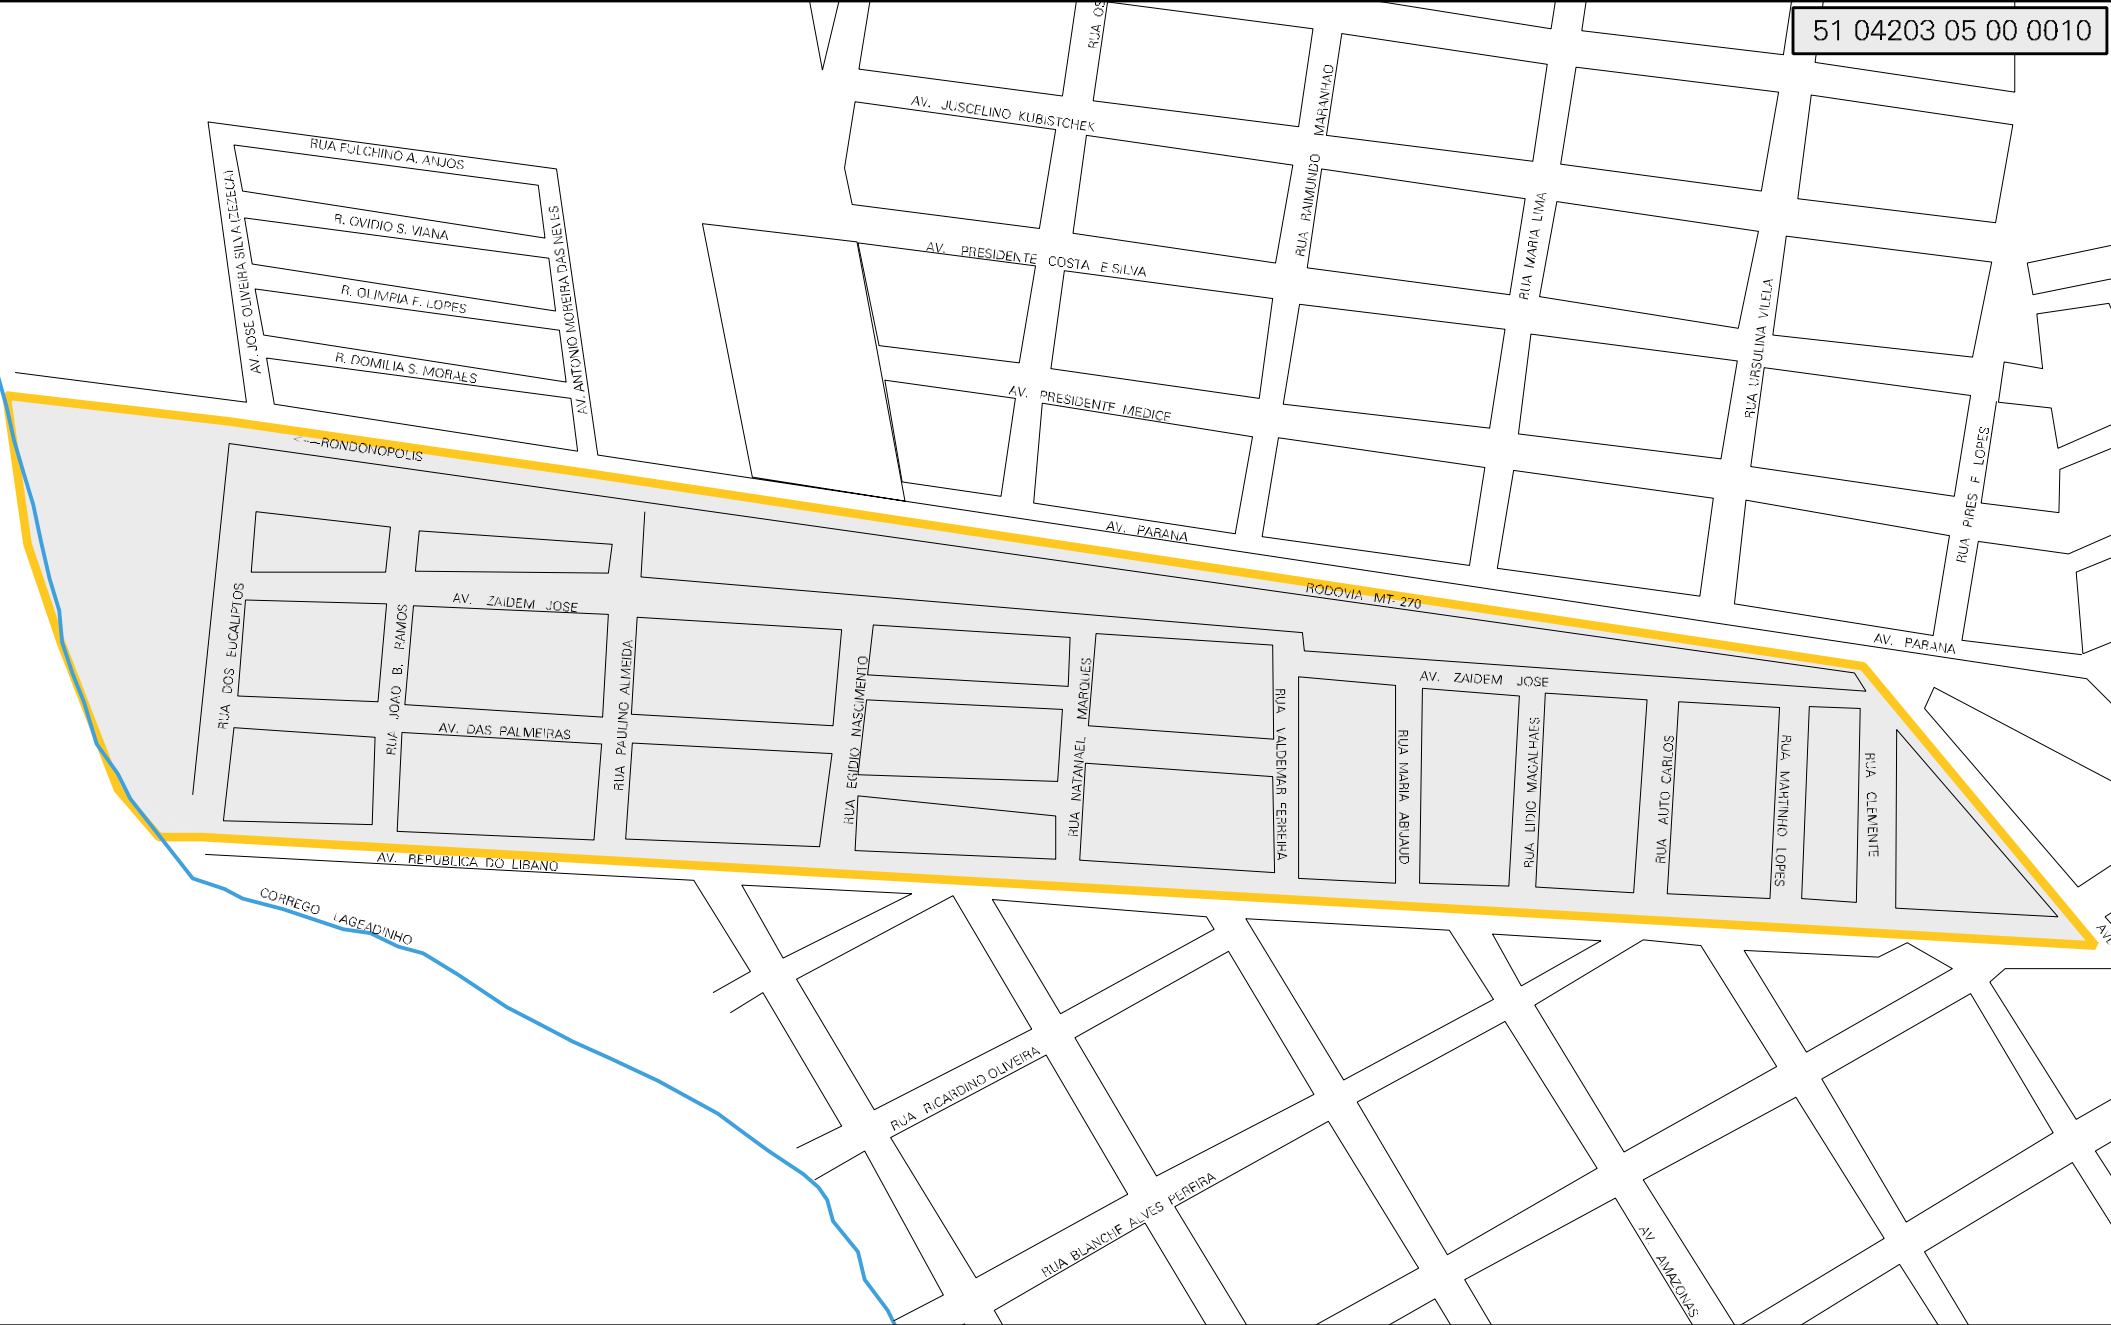 51 04203 05 00 0010
RUA OS
AV. JUSCELINO KUBISTCHEK
RUA RAIMUNDO MARANHAO
RUA FULCHINO A. ANJOS
AV. JOSE OLIVEIRA SILVA (ZEZECA)
R. OVIDIO S. VIANA
AV. ANTONIO MOREIRA DAS NEVES
R. OLIMPIA F. LOPES
R. DOMILIA S. MORAES
AV. PRESIDENTE COSTA E SILVA
RUA MARIA LIMA
RUA URSULINA VILELA
AV. PRESIDENTE MEDICE
RUA PIRES F LOPES
<---RONDONOPOLIS
AV. PARANA
RODOVIA MT- 270
AV. PARANA
RUA DOS EUCALIPTOS
AV. ZAIDEM JOSE
RUA JOAO B. RAMOS
RUA PAULINO ALMEIDA
AV. DAS PALMEIRAS
RUA EGIDIO NASCIMENTO
RUA NATANAEL MARQUES
RUA VALDEMAR FERREIRA
AV. ZAIDEM JOSE
RUA MARIA ABUJAUD
RUA LIDIO MAGALHAES
RUA AUTO CARLOS
RUA MARTINHO LOPES
RUA CLEMENTE
AV. REPUBLICA DO LIBANO
CORREGO LAGEADINHO
AVE
RUA RICARDINO OLIVEIRA
RUA BLANCHE ALVES PEREIRA
AV. AMAZONAS